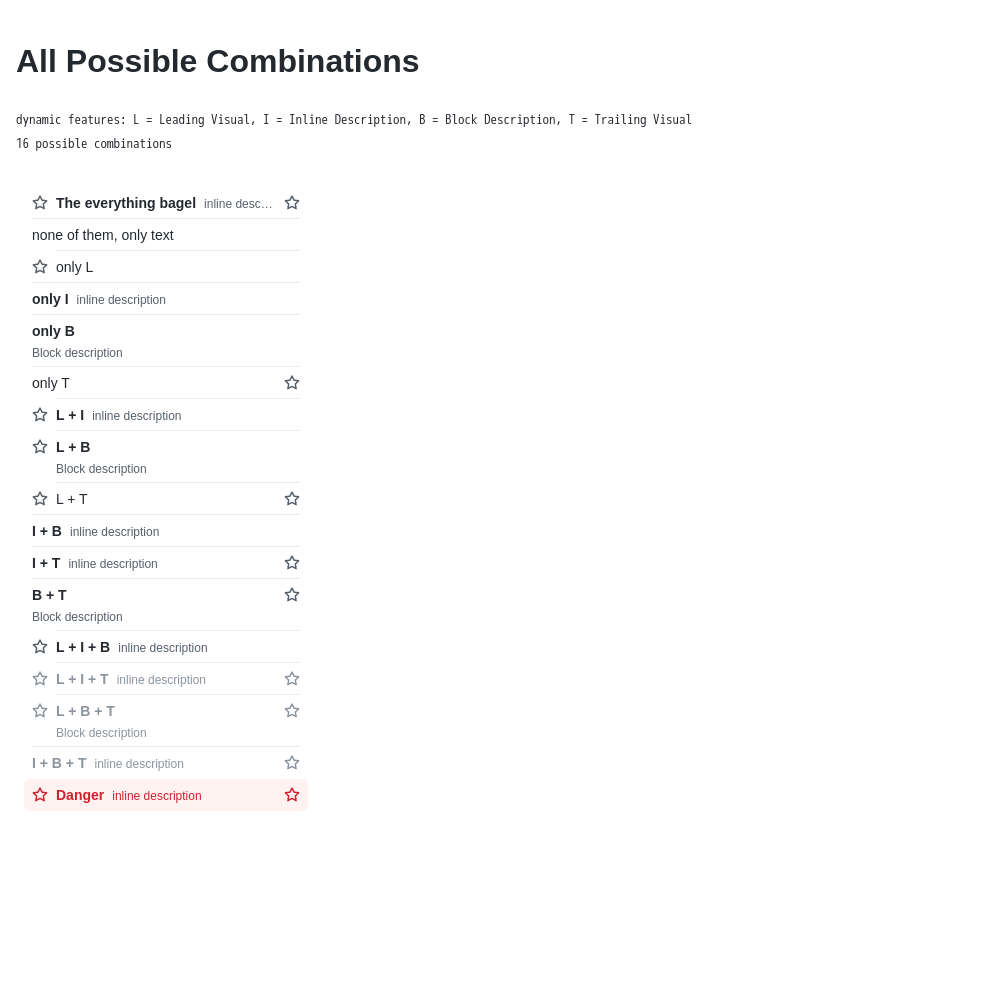 All Possible Combinations
dynamic features: L = Leading Visual, I = Inline Description, B = Block Description, T = Trailing Visual
16 possible combinations
The everything bagel inline desc…
none of them, only text
only L
only I inline description
only B
Block description
only T
L + I inline description
L + B
Block description
L + T
I + B inline description
I + T inline description
B + T
Block description
L + I + B inline description
L + I + T inline description
L + B + T
Block description
I + B + T inline description
Danger inline description